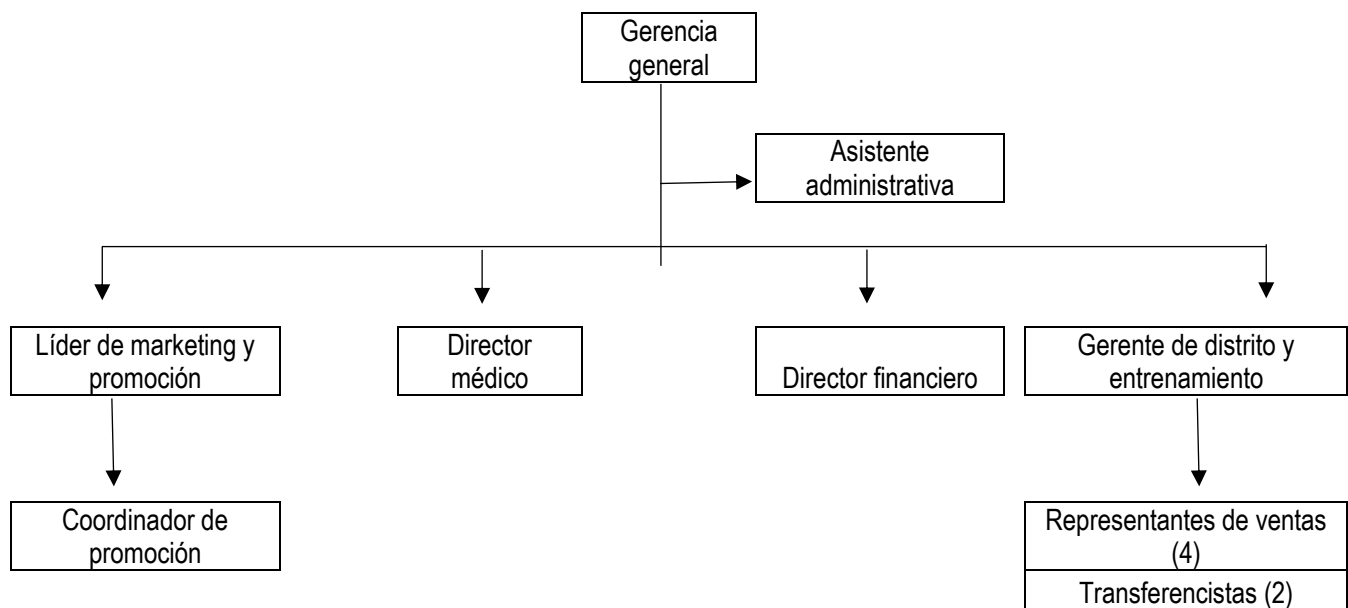 Gerencia
general
Asistente
administrativa
Líder de marketing y
promoción
Director
médico
Director financiero
Gerente de distrito y
entrenamiento
Coordinador de
promoción
Representantes de ventas
(4)
Transferencistas (2)